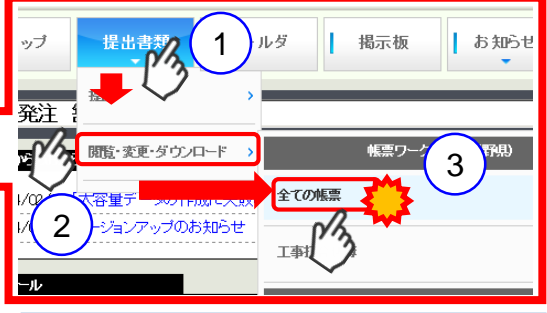 ップ 提出書類 ルダ 掲示板 お知らせ
1
発注
閲覧・変更・ダウンロード
帳票ワー 野県)
3
全ての帳票
大容量データの作成で失敗
2
ージョンアップのお知らせ
工事
ール